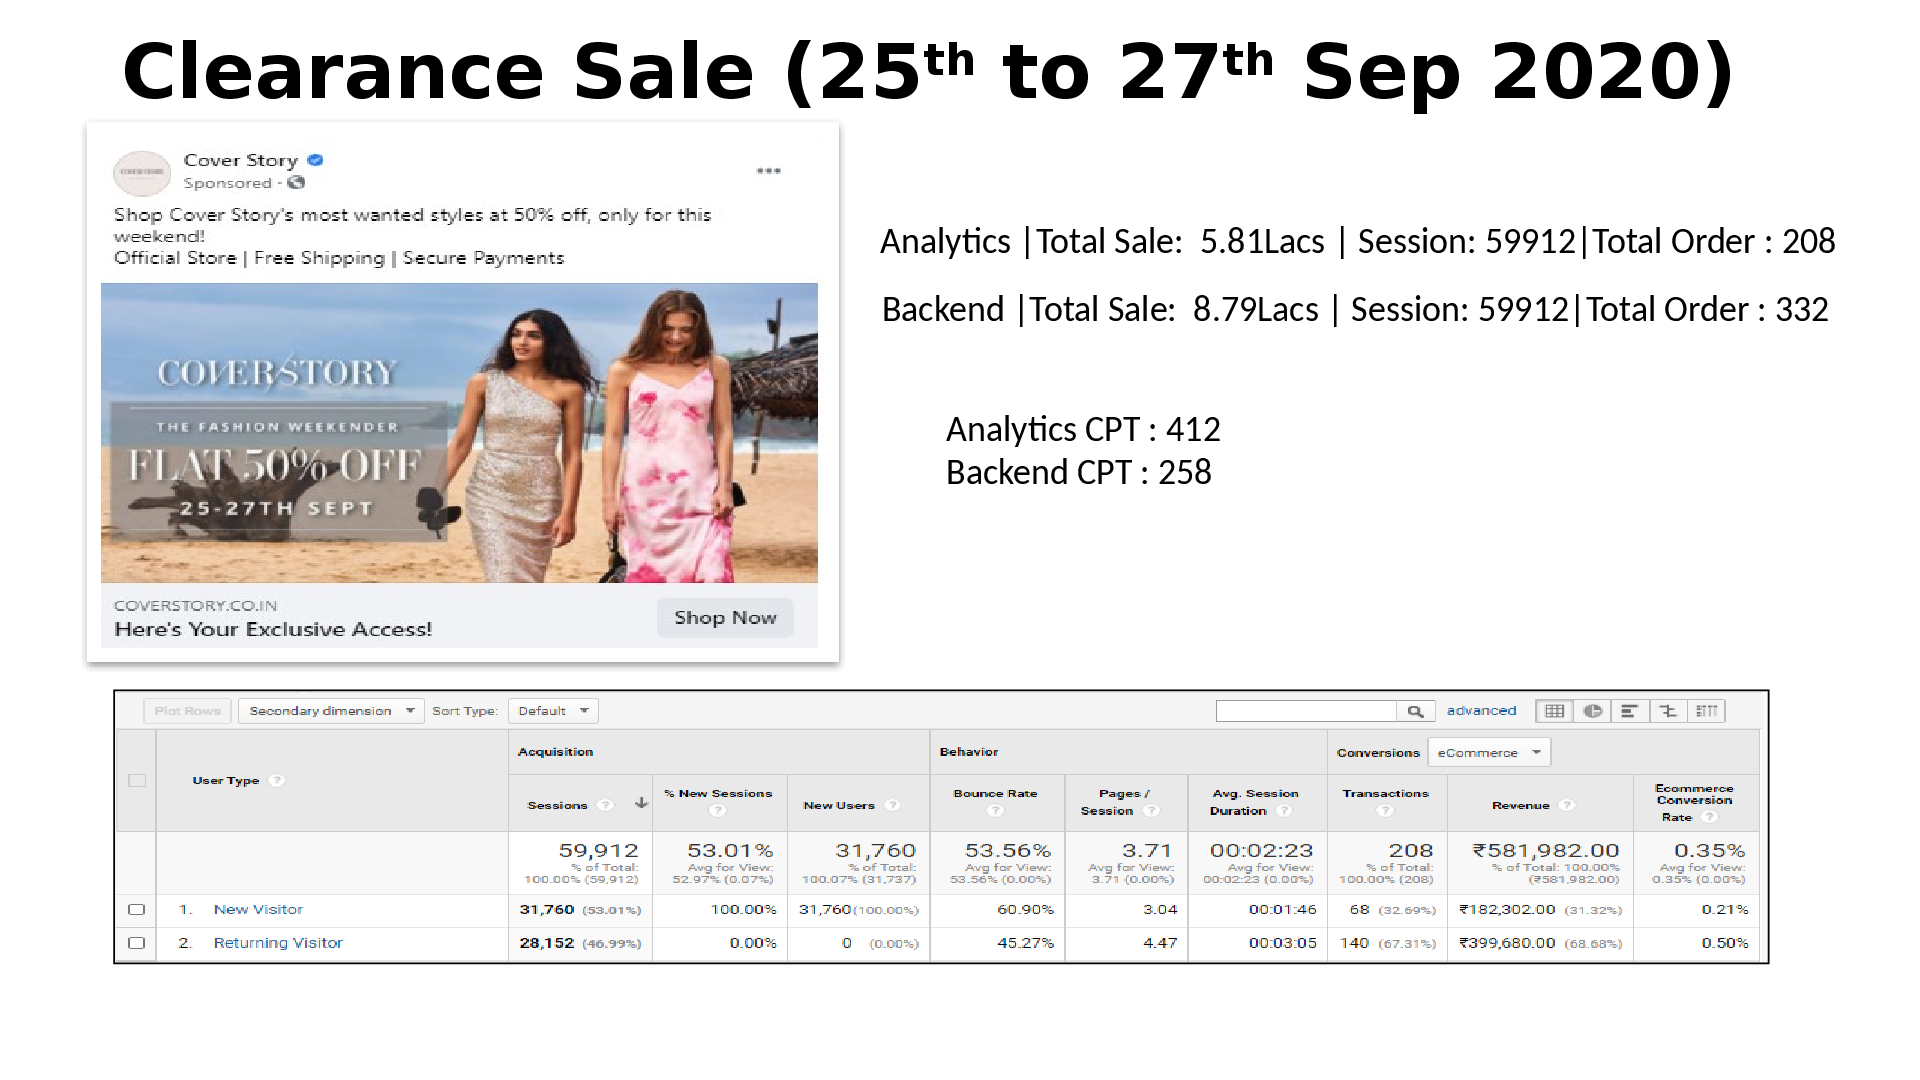 Clearance Sale (25th to 27th Sep 2020)
Cover Story
Sponsored ·
Shop Cover Story's most wanted styles at 50% off, only for this
weekend!
Official Store | Free Shipping | Secure Payments
COVERSTORY
THE FASHION WEEKENDER
FLAT 50% OFF
25-27TH SEPT
COVERSTORY.CO.IN
Here's Your Exclusive Access!
Shop Now
Analytics |Total Sale: 5.81Lacs | Session: 59912|Total Order : 208
Backend |Total Sale: 8.79Lacs | Session: 59912|Total Order : 332
Analytics CPT : 412
Backend CPT : 258
Plot Rows Secondary dimension Sort Type: Default advanced
User Type Acquisition Behavior Conversions eCommerce
Sessions % New Sessions New Users Bounce Rate Pages / Session Avg. Session Duration Transactions Revenue Ecommerce Conversion Rate
59,912 53.01% 31,760 53.56% 3.71 00:02:23 208 ₹581,982.00 0.35%
% of Total: Avg for View: % of Total: Avg for View: Avg for View: Avg for View: % of Total: % of Total: 100.00% Avg for View:
100.00% (59,912) 52.97% (0.07%) 100.07% (31,737) 53.56% (0.00%) 3.71 (0.00%) 00:02:23 (0.00%) 100.00% (208) (₹581,982.00) 0.35% (0.00%)
1. New Visitor 31,760 (53.01%) 100.00% 31,760 (100.00%) 60.90% 3.04 00:01:46 68 (32.69%) ₹182,302.00 (31.32%) 0.21%
2. Returning Visitor 28,152 (46.99%) 0.00% 0 (0.00%) 45.27% 4.47 00:03:05 140 (67.31%) ₹399,680.00 (68.68%) 0.50%